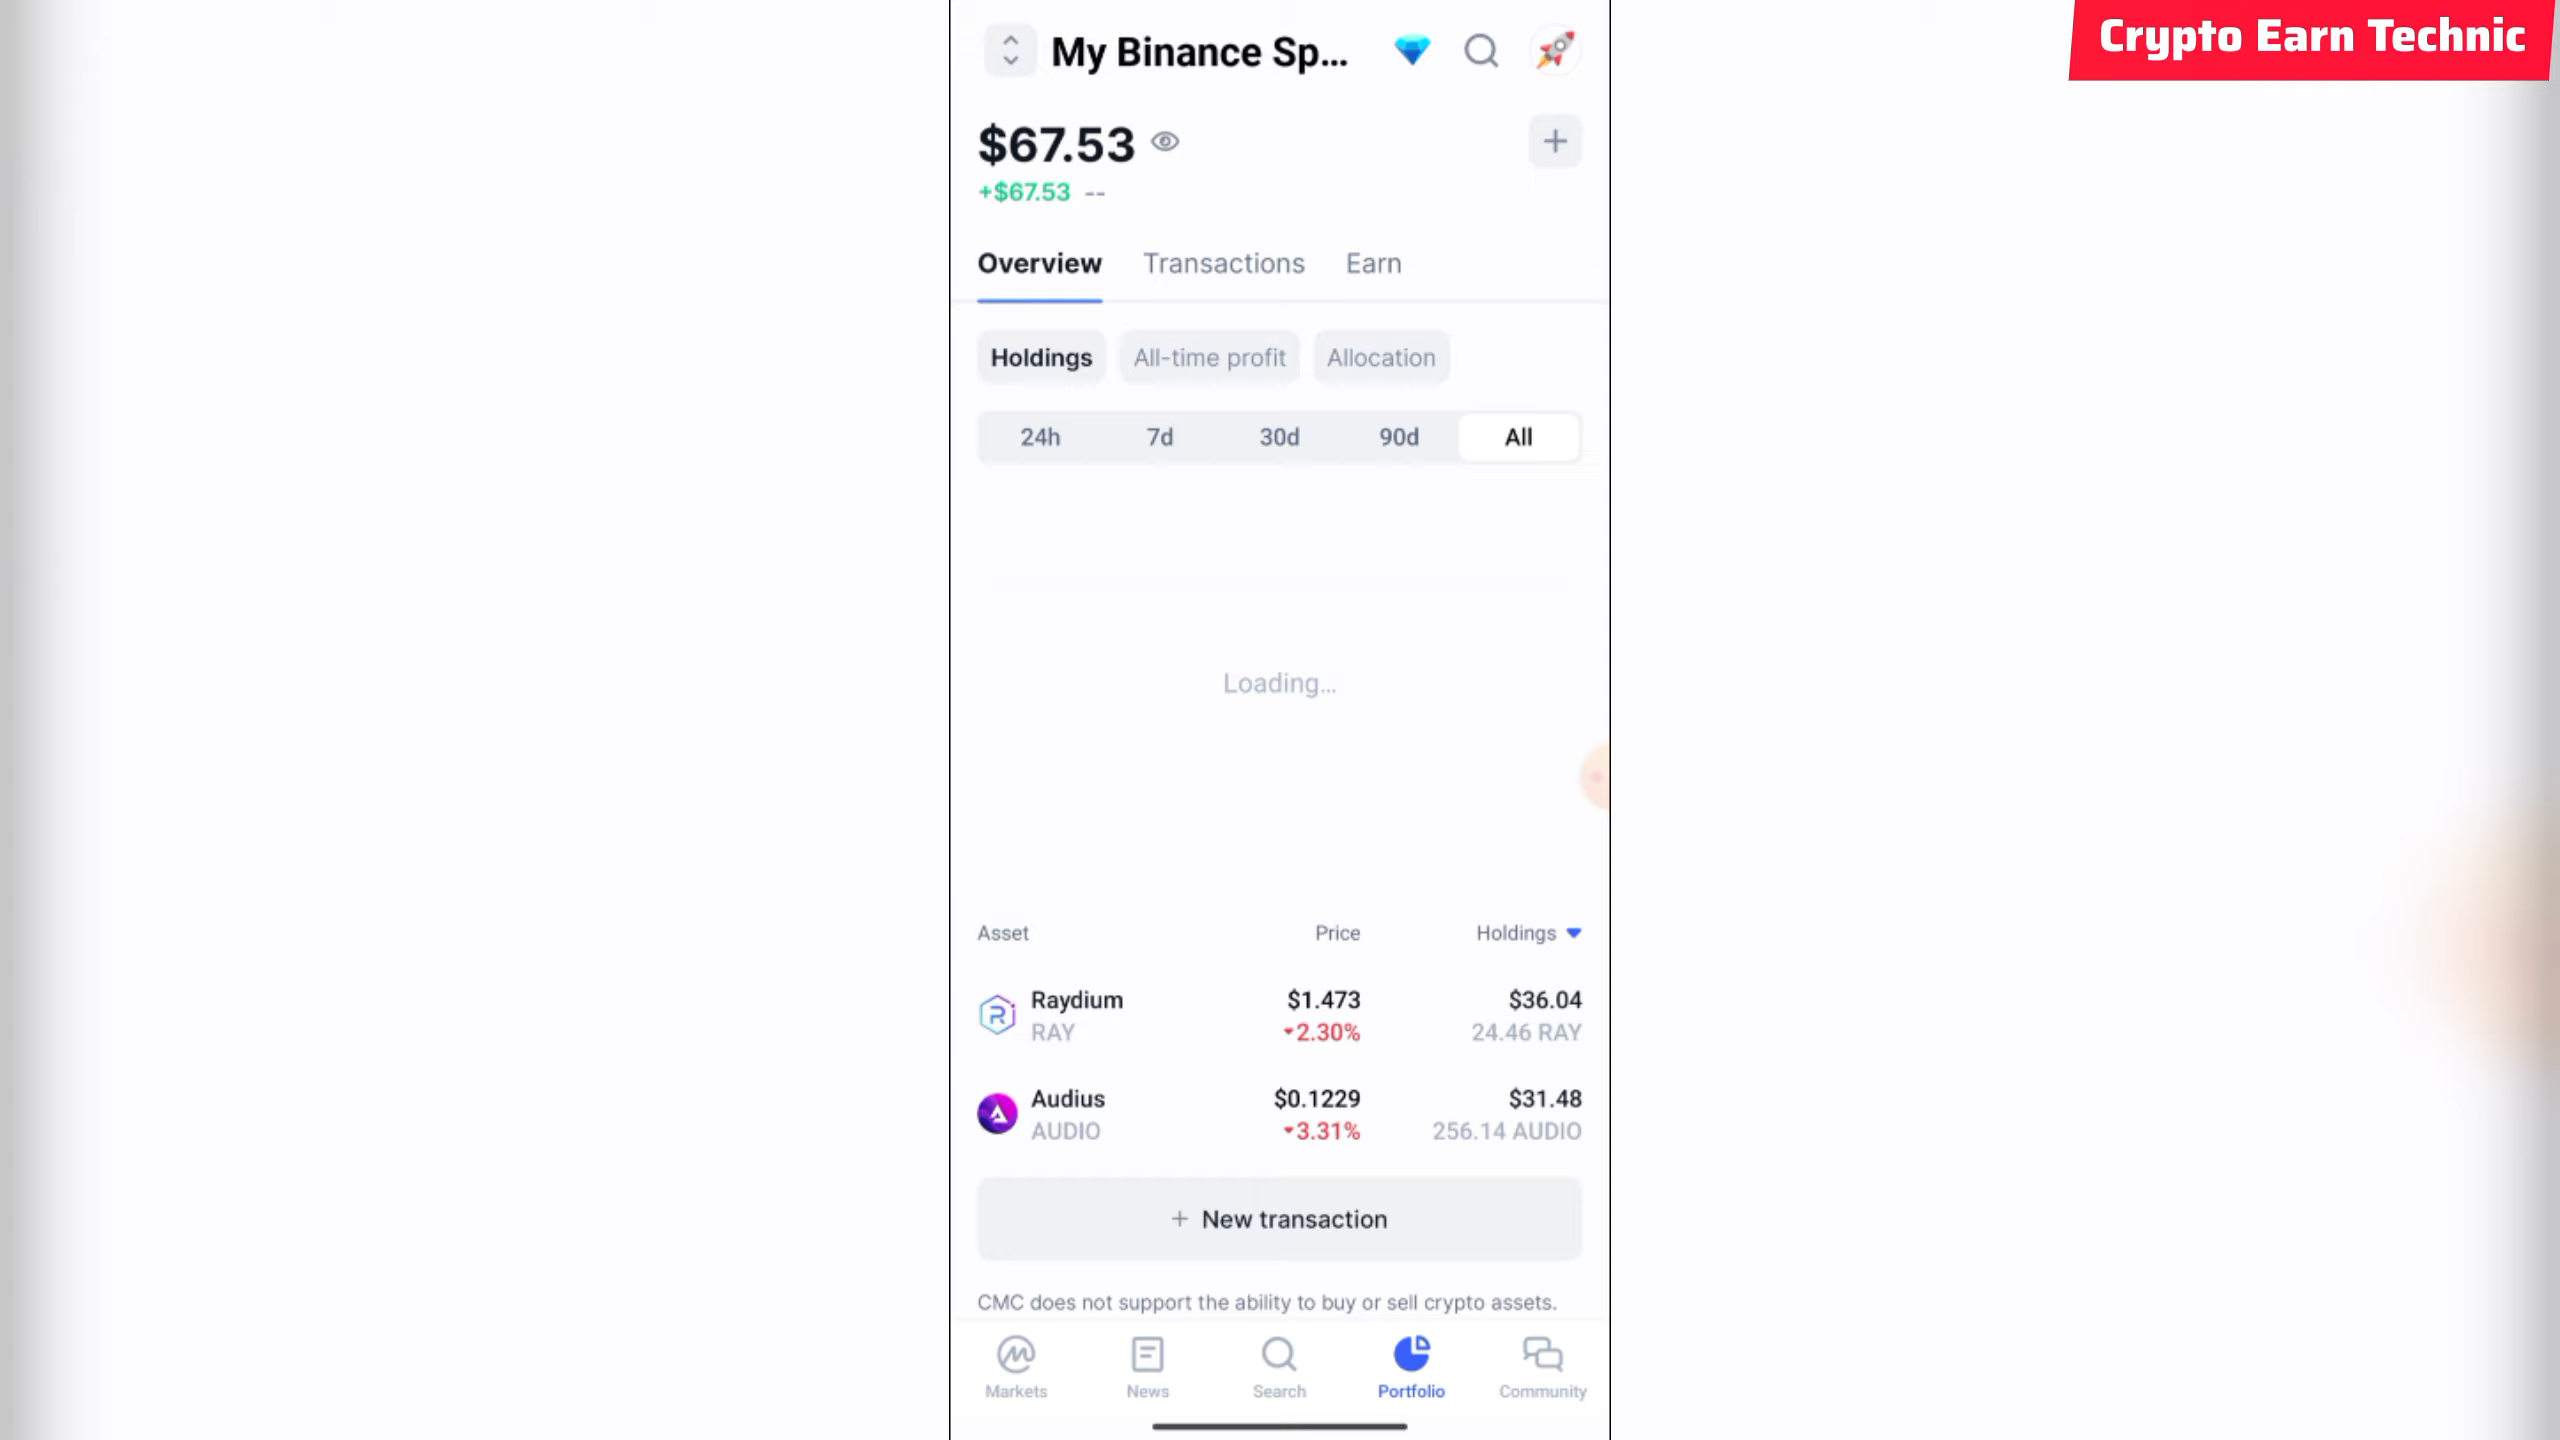 Crypto Earn Technic
My Binance Sp...
$67.53
+$67.53 --
Overview Transactions Earn
Holdings All-time profit Allocation
24h 7d 30d 90d All
Loading...
Asset Price Holdings
Raydium $1.473 $36.04
RAY 2.30% 24.46 RAY
Audius $0.1229 $31.48
AUDIO 3.31% 256.14 AUDIO
+ New transaction
CMC does not support the ability to buy or sell crypto assets.
Markets News Search Portfolio Community